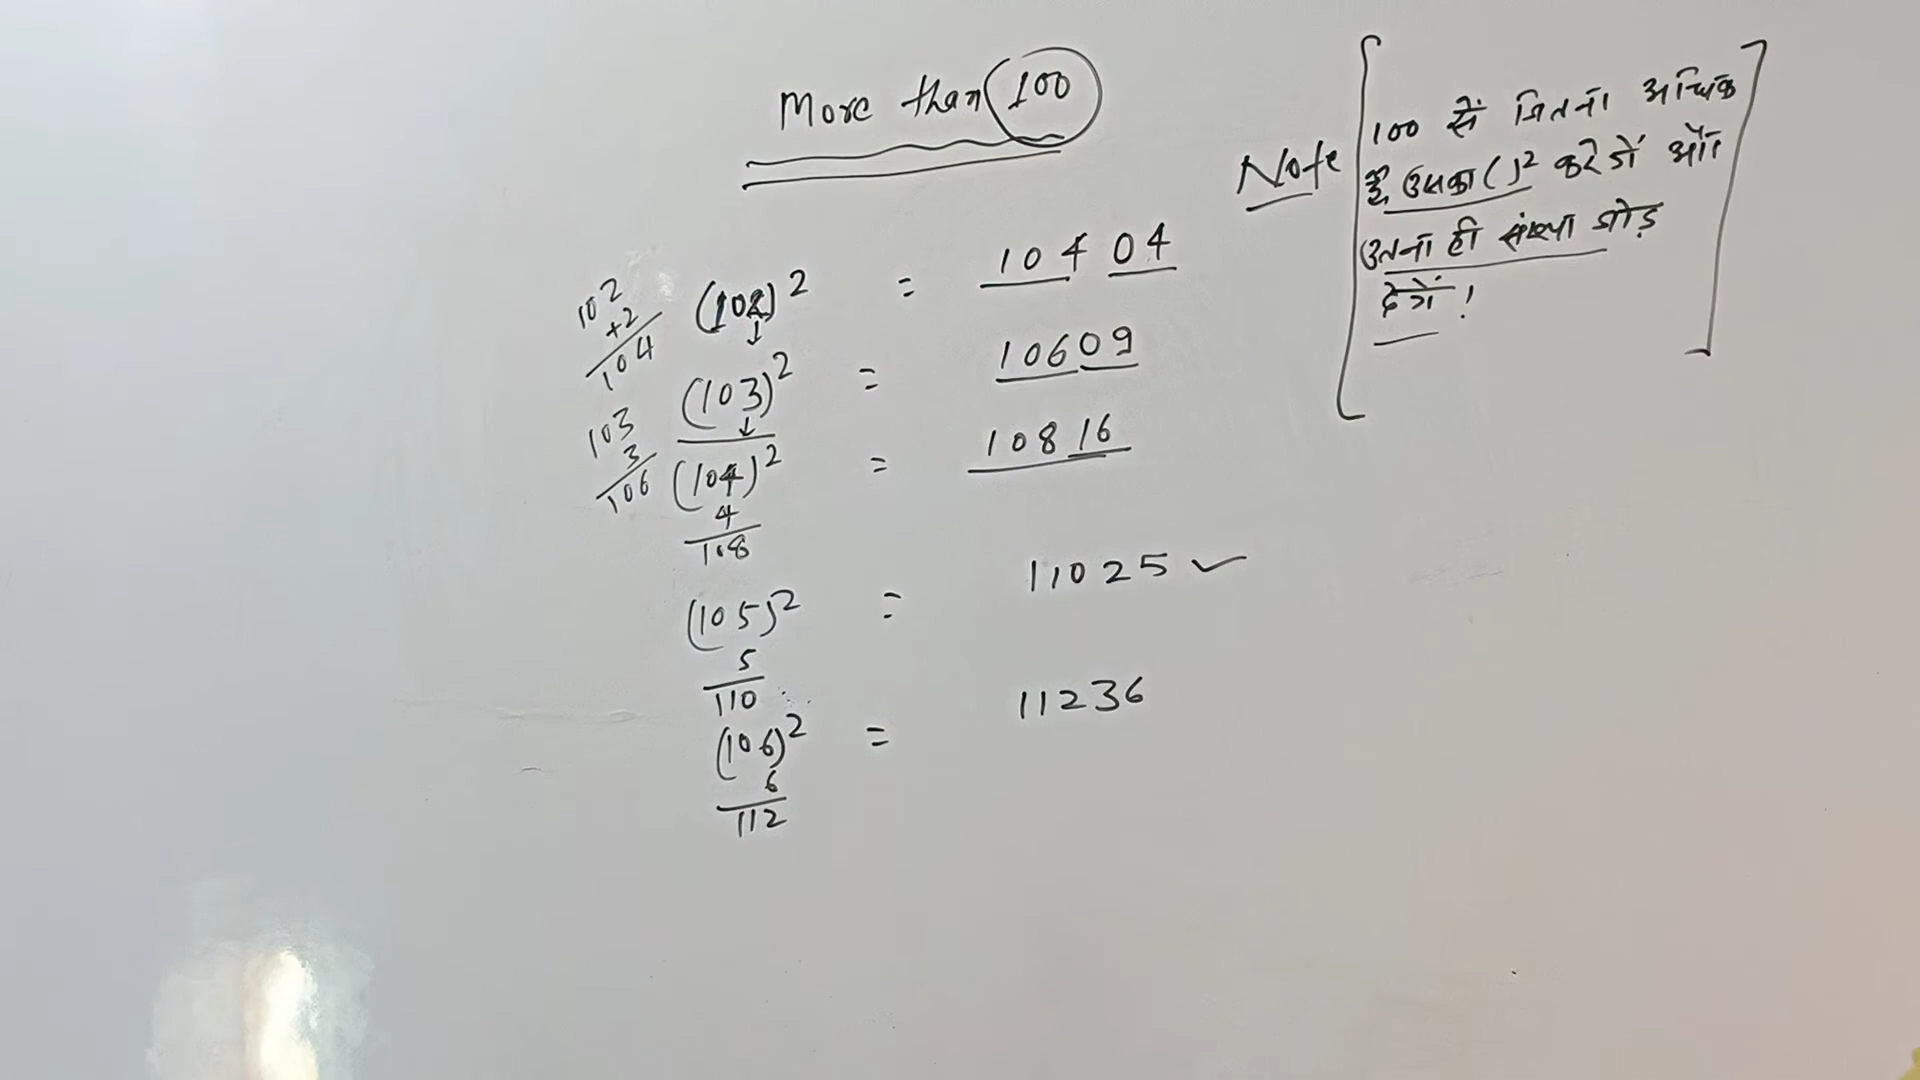 More than 100
Note
100 से जितना अधिक
है उसका ( )² करेगें और
उतना ही संख्या जोड़
देगें !
102
+2
104
(102)² = 10404
103
3
106
(103)² = 10609
(104)² = 10816
4
108
(105)² = 11025 ✓
5
110
(106)² = 11236
6
112